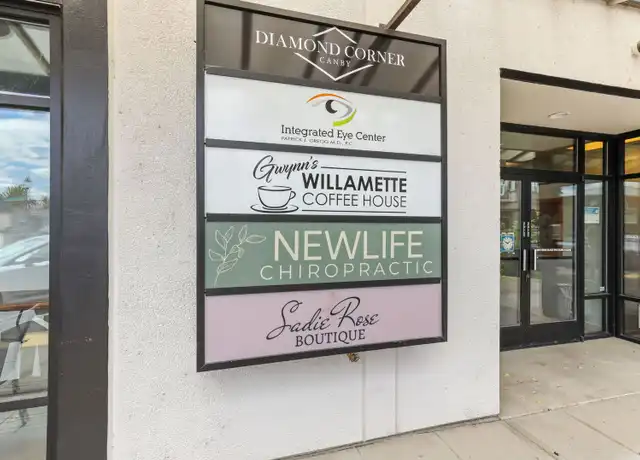 DIAMOND CORNER
CANBY
Integrated Eye Center
Gwynn's
WILLAMETTE
COFFEE HOUSE
NEWLIFE
CHIROPRACTIC
Sadie Rose
BOUTIQUE